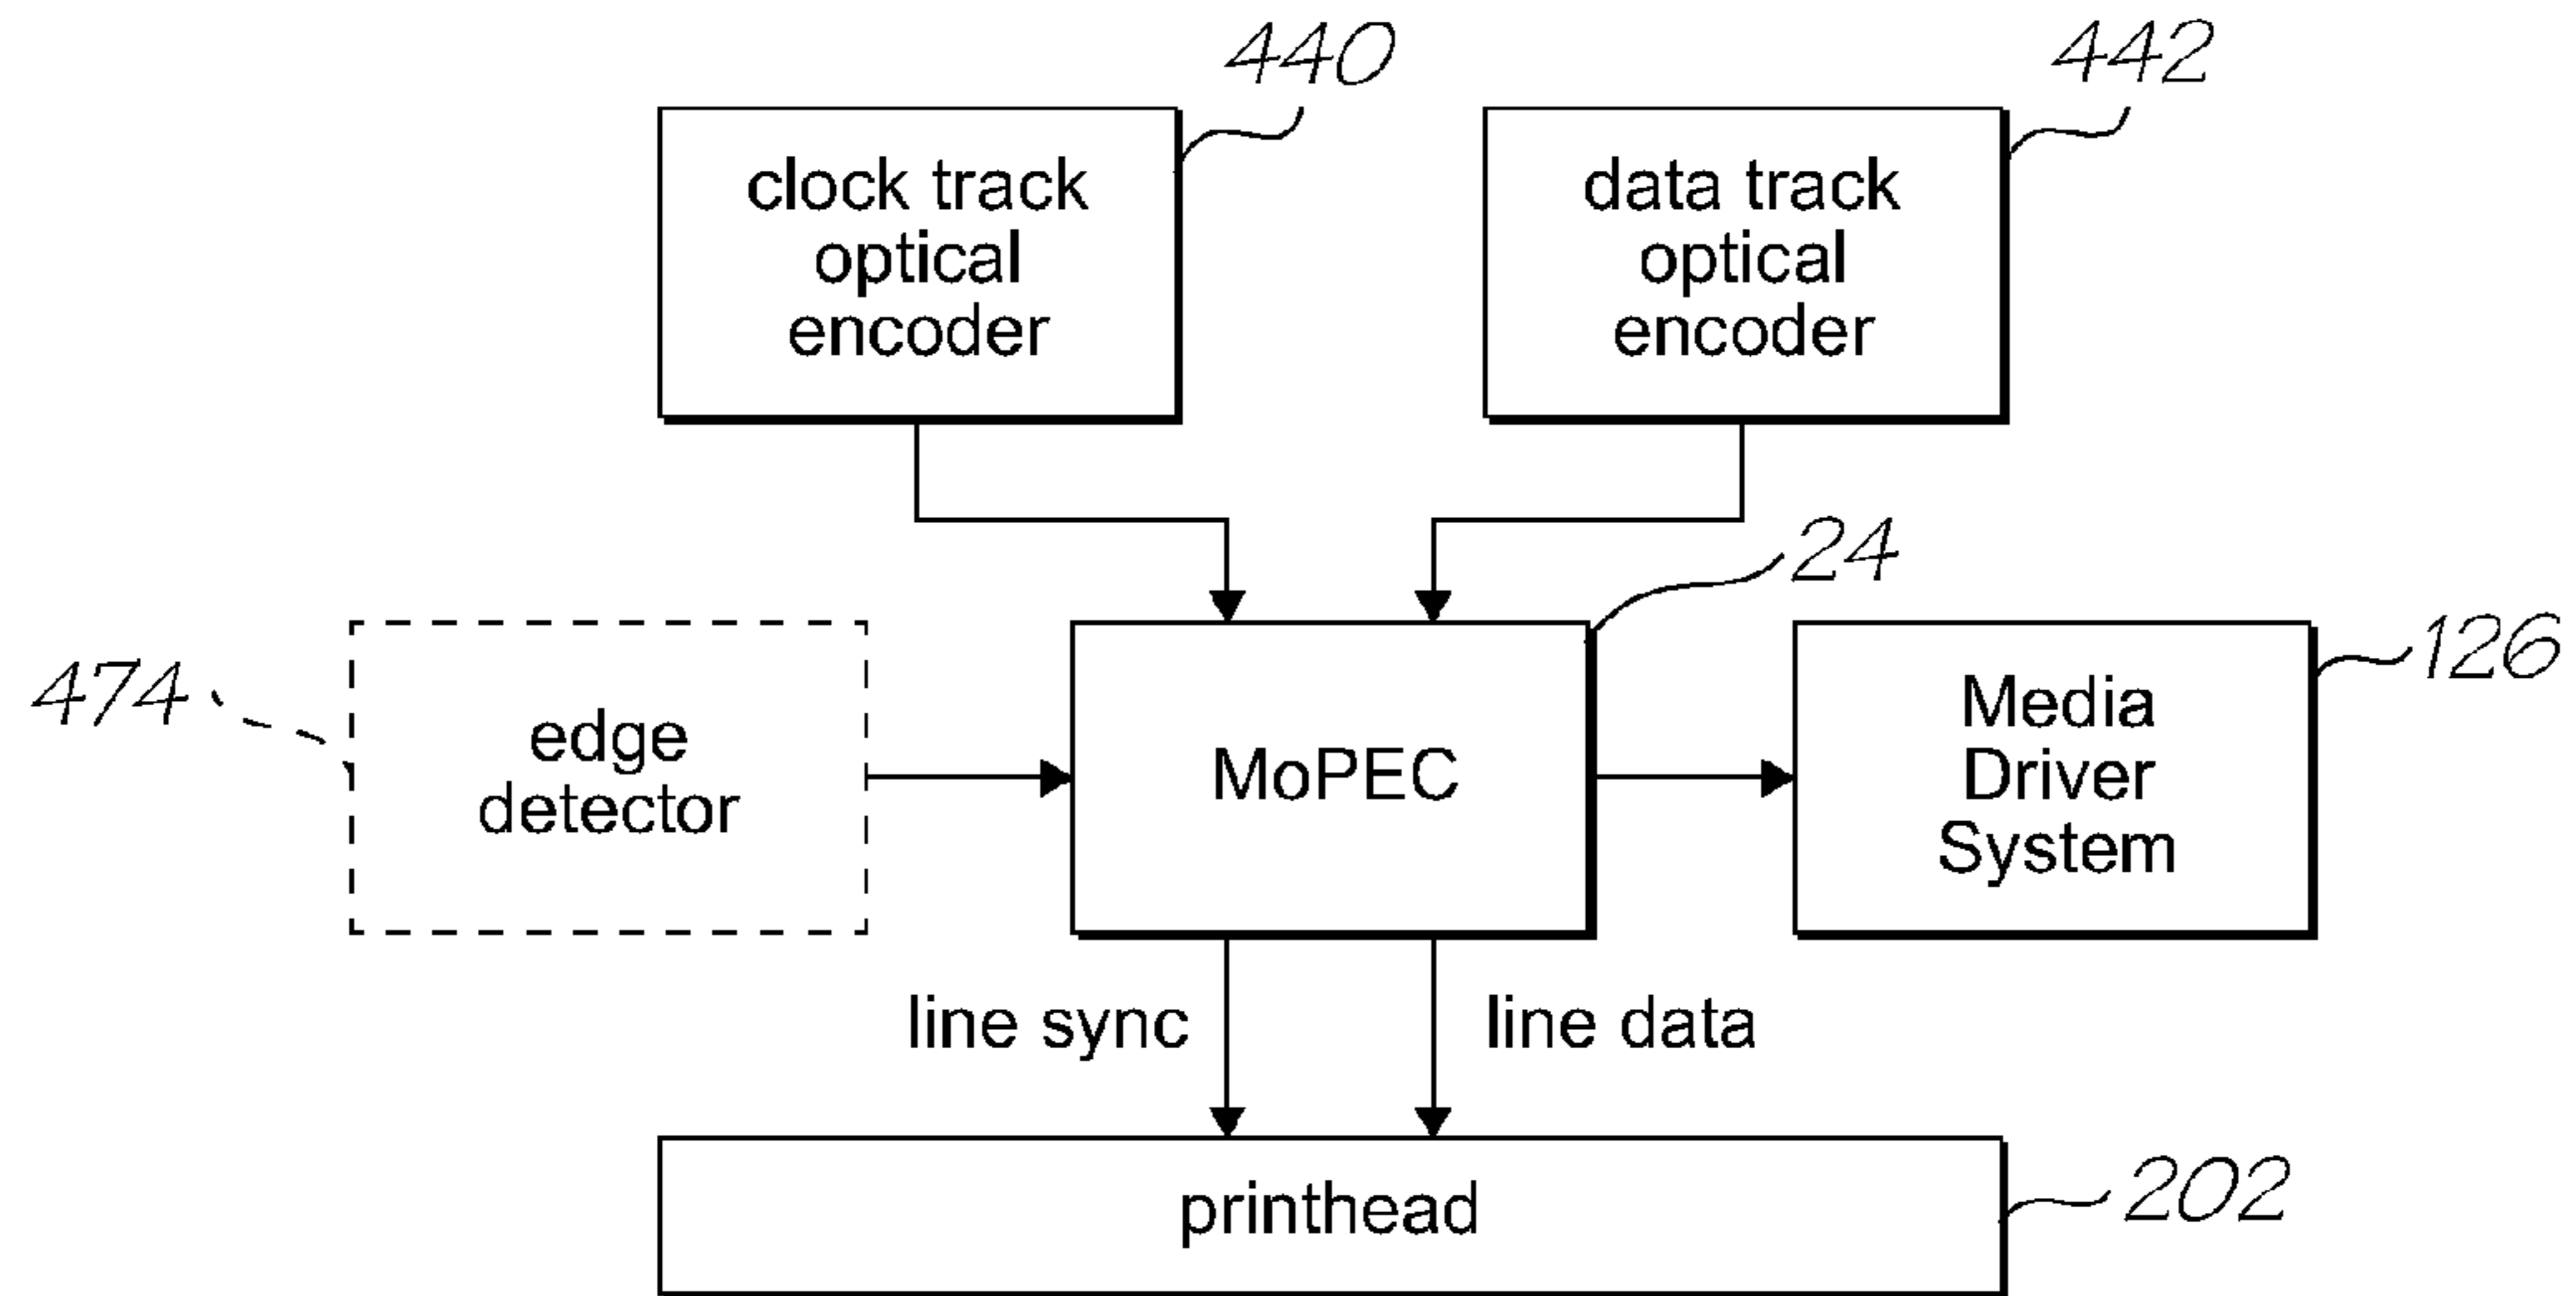 440
442
clock track
optical
encoder
data track
optical
encoder
24
474
edge
detector
MoPEC
126
Media
Driver
System
line sync
line data
printhead
202